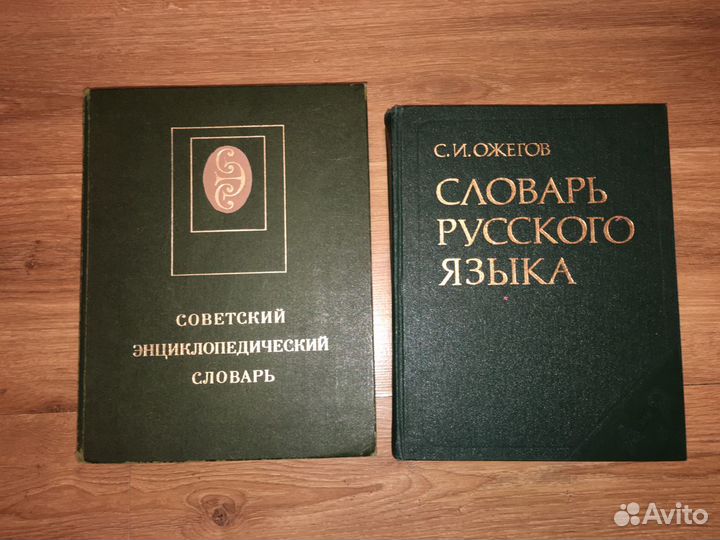 СОВЕТСКИЙ
ЭНЦИКЛОПЕДИЧЕСКИЙ
СЛОВАРЬ
С.И.ОЖЕГОВ
СЛОВАРЬ
РУССКОГО
ЯЗЫКА
Avito